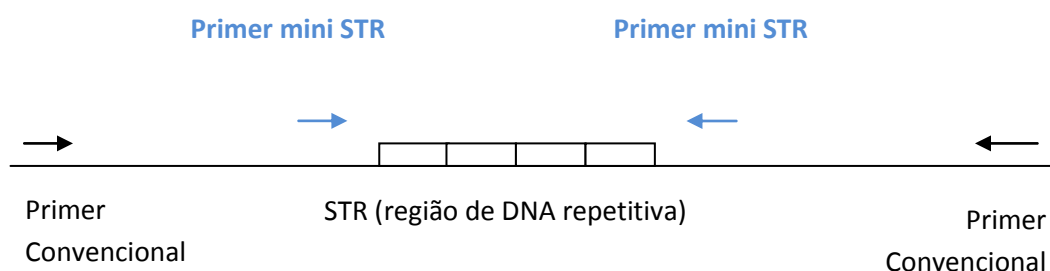 Primer mini STR
Primer mini STR
Primer
Convencional
STR (região de DNA repetitiva)
Primer
Convencional